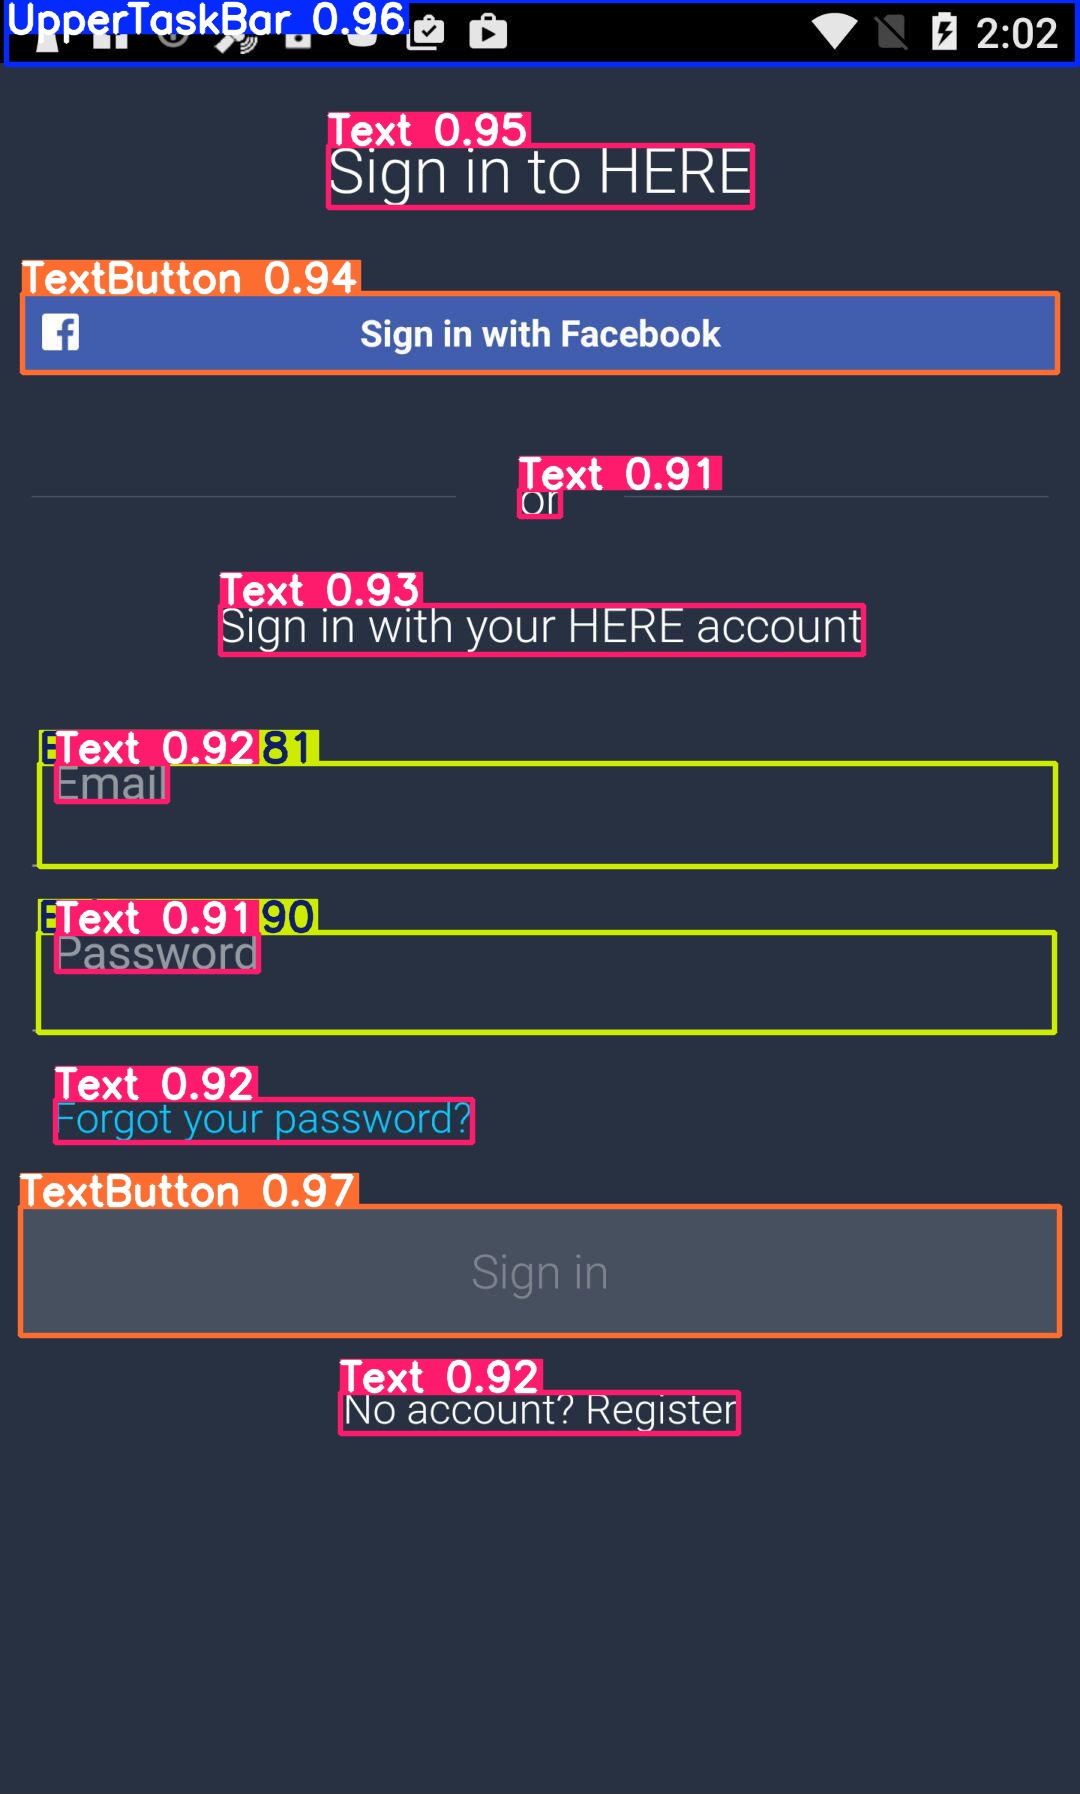 UpperTaskBar 0.96
2:02
Text 0.95
Sign in to HERE
TextButton 0.94
Sign in with Facebook
Text 0.91
or
Text 0.93
Sign in with your HERE account
Text 0.92 81
Email
Text 0.91 90
Password
Text 0.92
Forgot your password?
TextButton 0.97
Sign in
Text 0.92
No account? Register